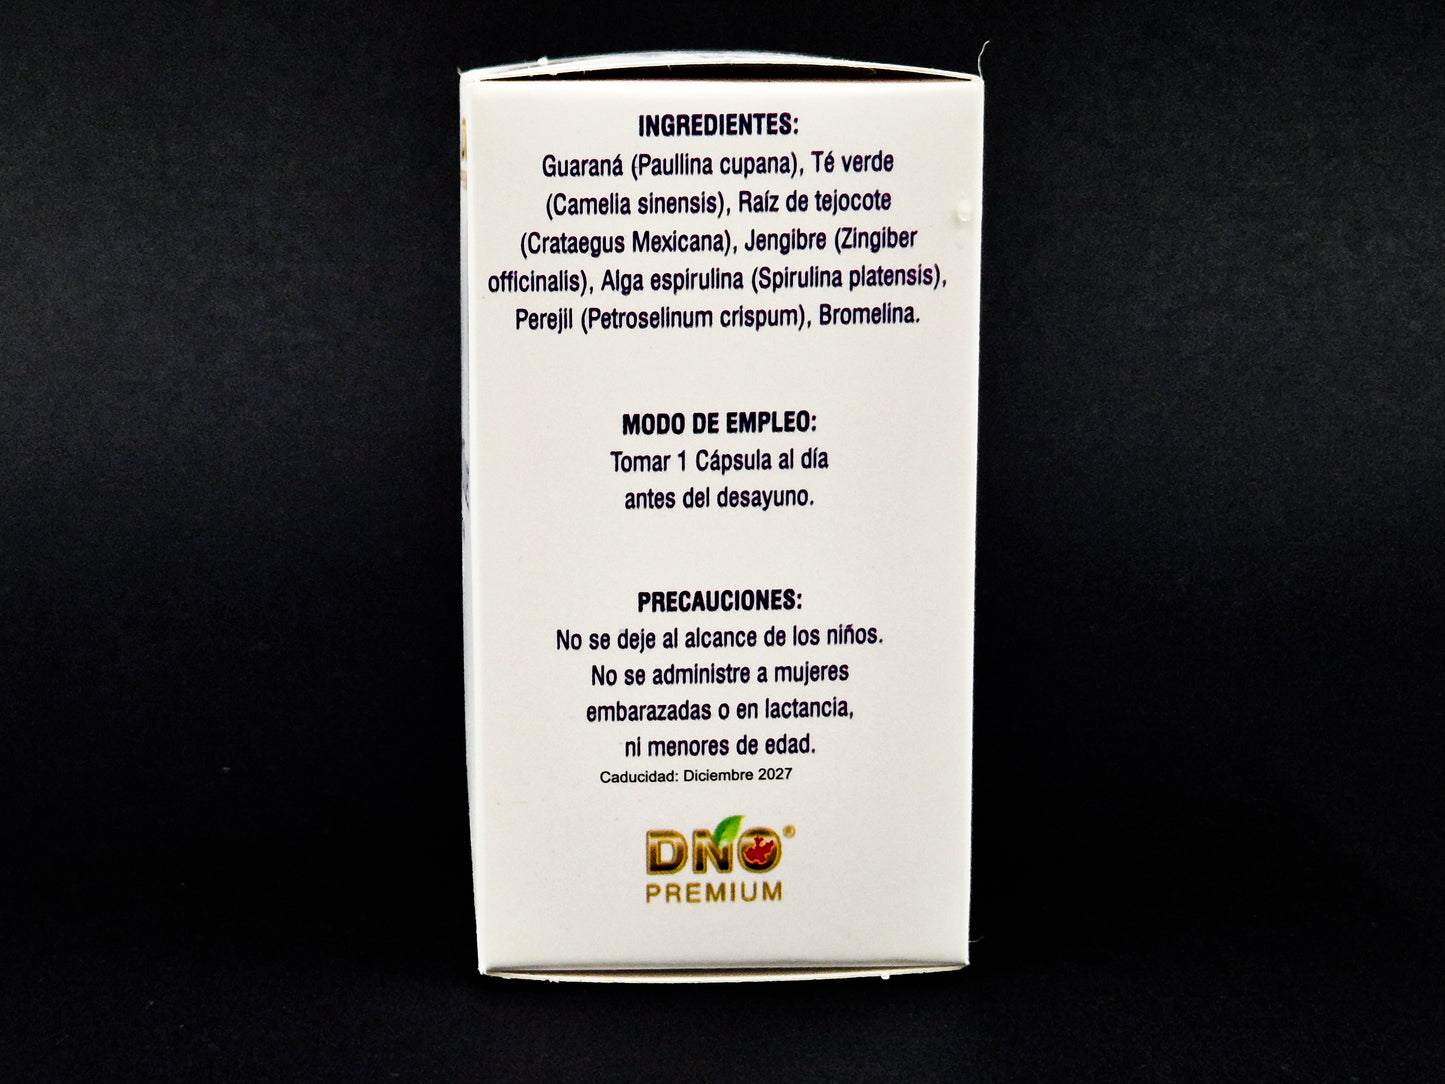 INGREDIENTES:
Guaraná (Paullina cupana), Té verde
(Camelia sinensis), Raíz de tejocote
(Crataegus Mexicana), Jengibre (Zingiber
officinalis), Alga espirulina (Spirulina platensis),
Perejil (Petroselinum crispum), Bromelina.
MODO DE EMPLEO:
Tomar 1 Cápsula al día
antes del desayuno.
PRECAUCIONES:
No se deje al alcance de los niños.
No se administre a mujeres
embarazadas o en lactancia,
ni menores de edad.
Caducidad: Diciembre 2027
DNO®
PREMIUM